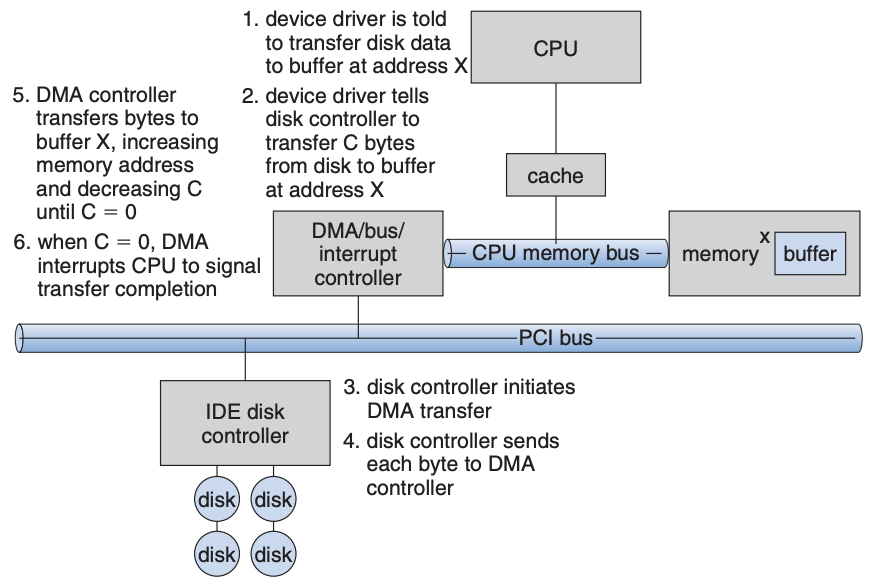 1. device driver is told
to transfer disk data
to buffer at address X
2. device driver tells
disk controller to
transfer C bytes
from disk to buffer
at address X
5. DMA controller
transfers bytes to
buffer X, increasing
memory address
and decreasing C
until C = 0
6. when C = 0, DMA
interrupts CPU to signal
transfer completion
CPU
cache
DMA/bus/
interrupt
controller
CPU memory bus
memory
X
buffer
PCI bus
IDE disk
controller
3. disk controller initiates
DMA transfer
4. disk controller sends
each byte to DMA
controller
disk
disk
disk
disk